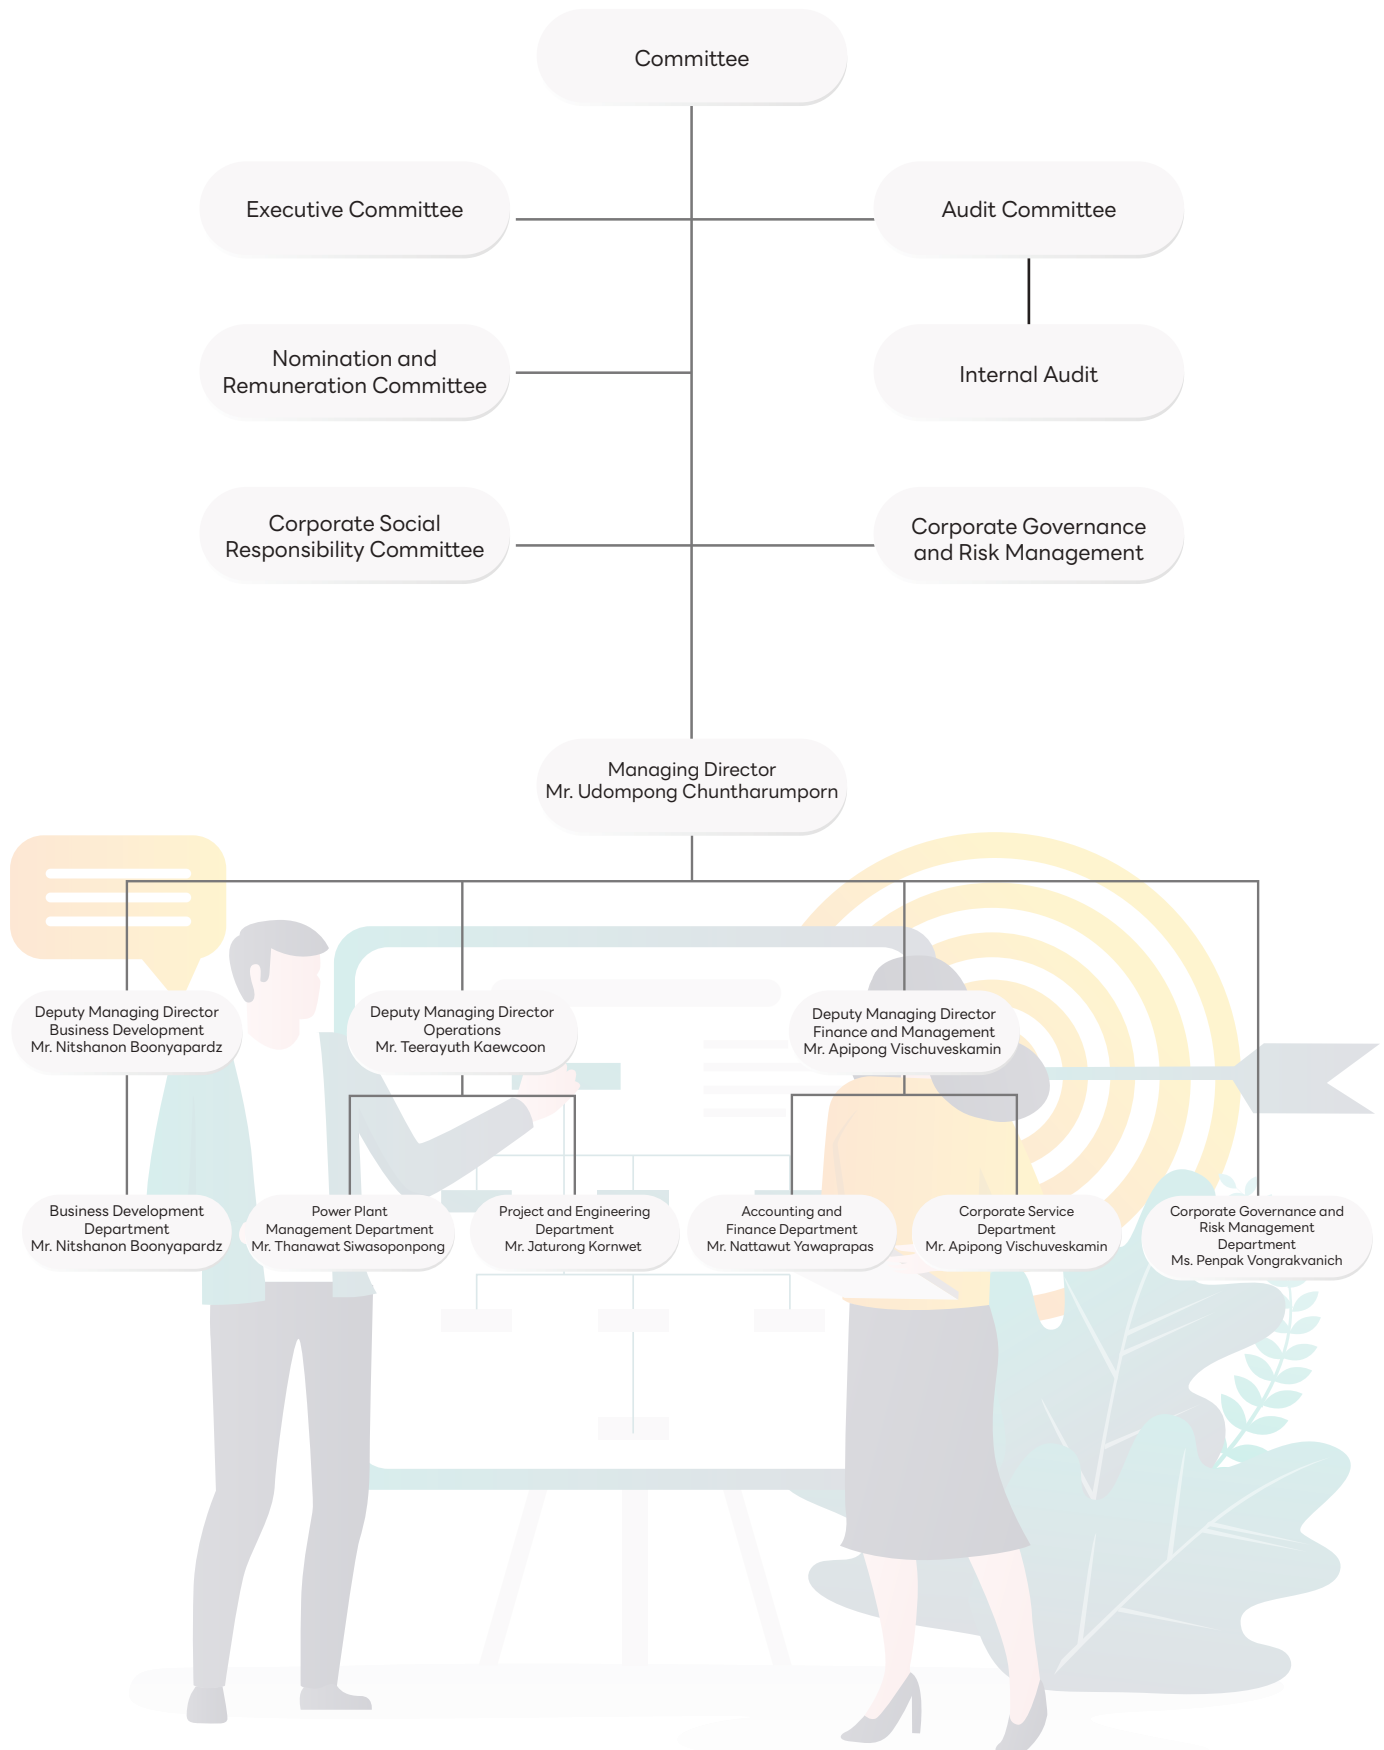 Committee
Executive Committee
Audit Committee
Nomination and
Remuneration Committee
Internal Audit
Corporate Social
Responsibility Committee
Corporate Governance
and Risk Management
Managing Director
Mr. Udompong Chuntharumporn
Deputy Managing Director
Business Development
Mr. Nitshanon Boonyapardz
Deputy Managing Director
Operations
Mr. Teerayuth Kaewcoon
Deputy Managing Director
Finance and Management
Mr. Apipong Vischuveskamin
Business Development
Department
Mr. Nitshanon Boonyapardz
Power Plant
Management Department
Mr. Thanawat Siwasoponpong
Project and Engineering
Department
Mr. Jaturong Kornwet
Accounting and
Finance Department
Mr. Nattawut Yawaprapas
Corporate Service
Department
Mr. Apipong Vischuveskamin
Corporate Governance and
Risk Management
Department
Ms. Penpak Vongrakvanich